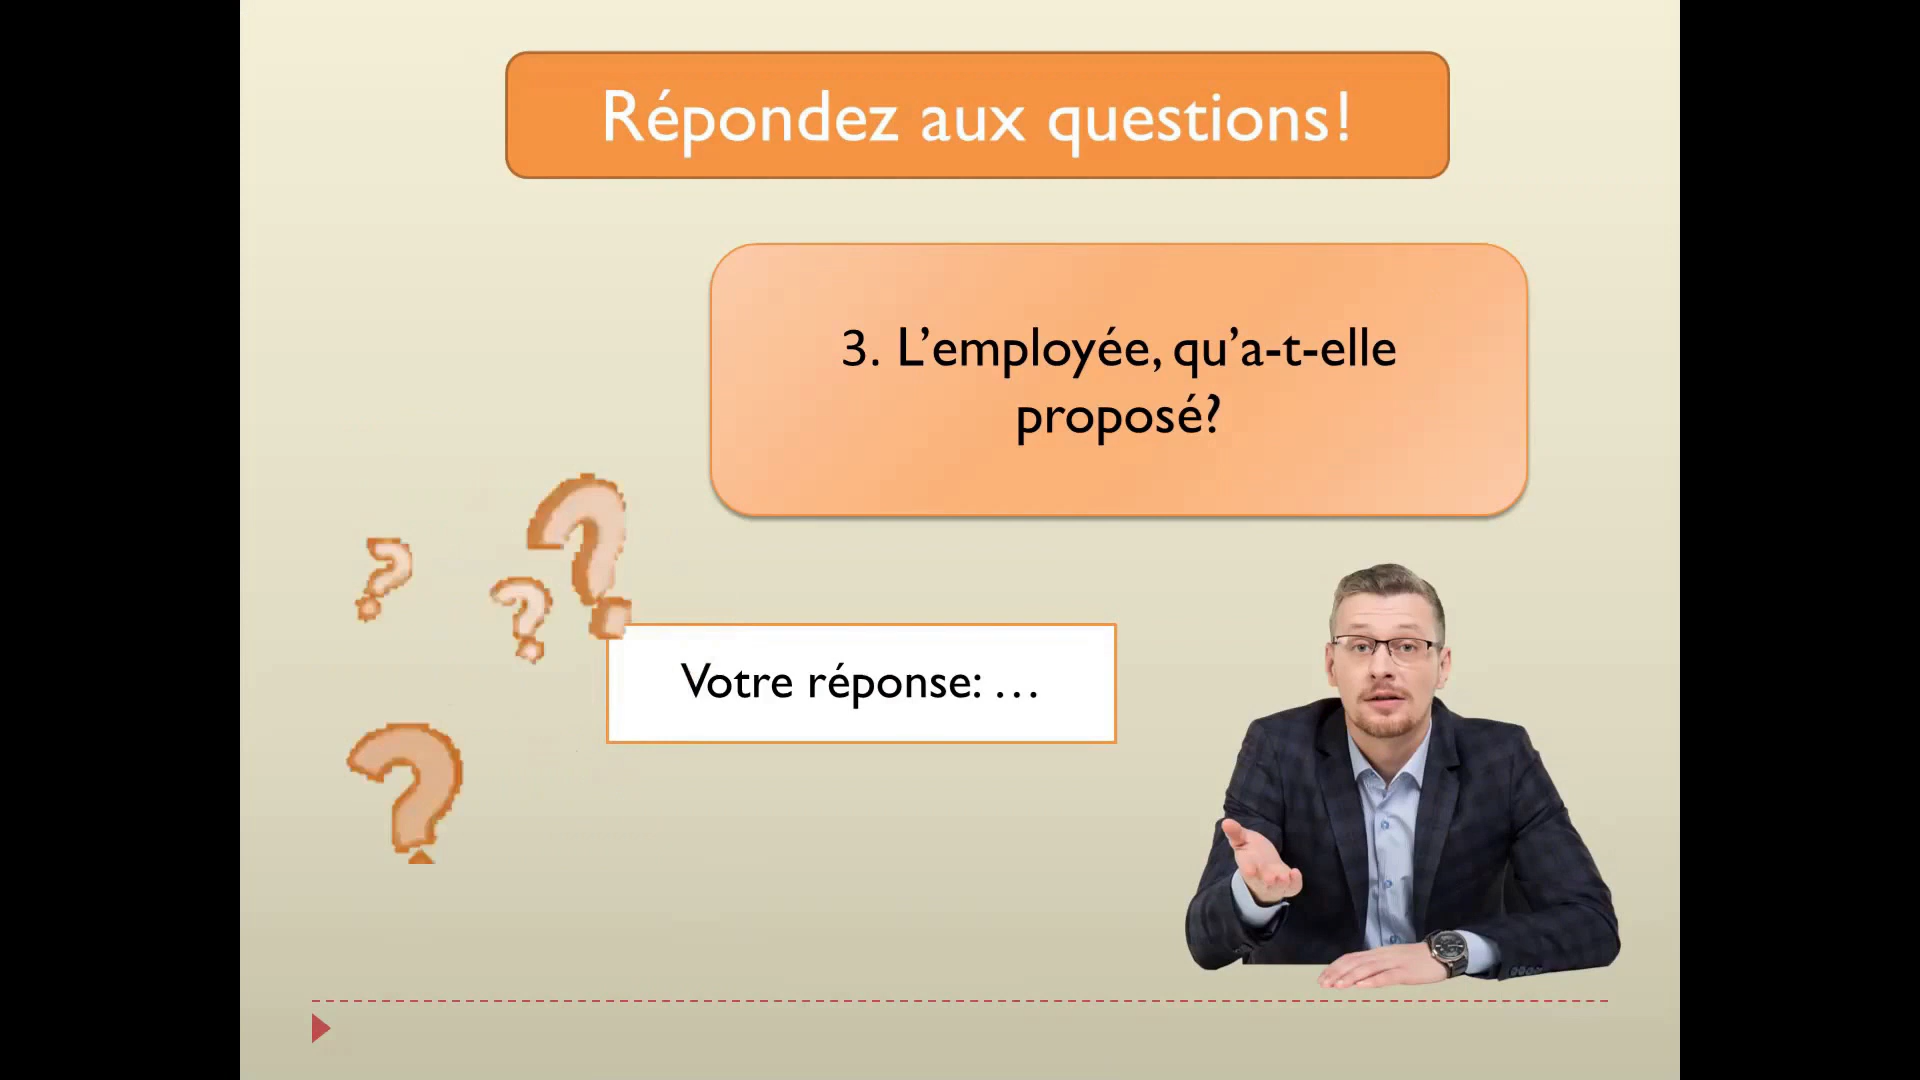 Répondez aux questions!
3. L’employée, qu’a-t-elle
proposé?
Votre réponse: …